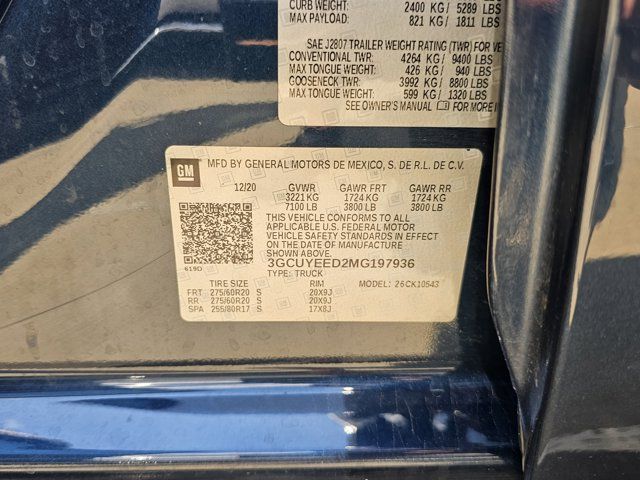 CURB WEIGHT: 2400 KG / 5289 LBS
MAX PAYLOAD: 821 KG / 1811 LBS
SAE J2807 TRAILER WEIGHT RATING (TWR) FOR VE
CONVENTIONAL TWR: 4264 KG / 9400 LBS
MAX TONGUE WEIGHT: 426 KG / 940 LBS
GOOSENECK TWR: 3992 KG / 8800 LBS
MAX TONGUE WEIGHT: 599 KG / 1320 LBS
SEE OWNER'S MANUAL FOR MORE IN
GM
MFD BY GENERAL MOTORS DE MEXICO, S. DE R.L. DE C.V.
12/20 GVWR GAWR FRT GAWR RR
3221 KG 1724 KG 1724 KG
7100 LB 3800 LB 3800 LB
THIS VEHICLE CONFORMS TO ALL
APPLICABLE U.S. FEDERAL MOTOR
VEHICLE SAFETY STANDARDS IN EFFECT
ON THE DATE OF MANUFACTURE
SHOWN ABOVE.
619D
3GCUYEED2MG197936
TYPE: TRUCK
TIRE SIZE RIM MODEL: 26CK10543
FRT 275/60R20 S 20X9J
RR 275/60R20 S 20X9J
SPA 255/80R17 S 17X8J